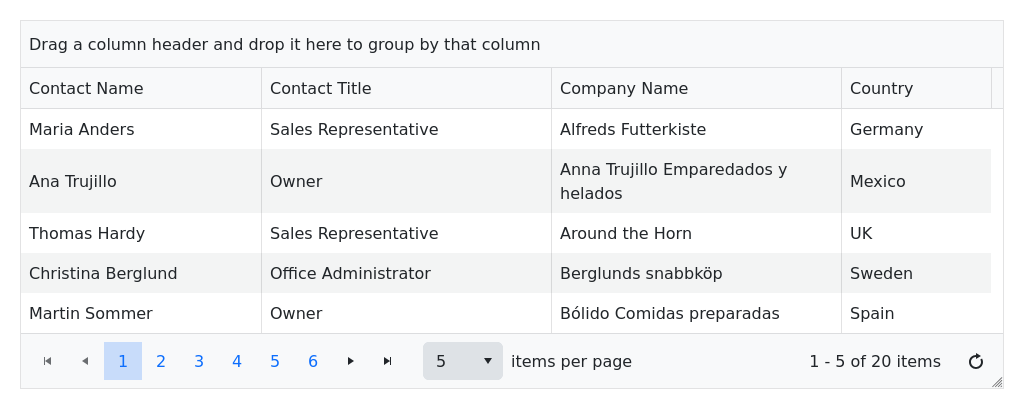 Drag a column header and drop it here to group by that column
Contact Name Contact Title Company Name Country
Maria Anders Sales Representative Alfreds Futterkiste Germany
Ana Trujillo Owner Anna Trujillo Emparedados y helados Mexico
Thomas Hardy Sales Representative Around the Horn UK
Christina Berglund Office Administrator Berglunds snabbköp Sweden
Martin Sommer Owner Bólido Comidas preparadas Spain
1 2 3 4 5 6 5 items per page 1 - 5 of 20 items